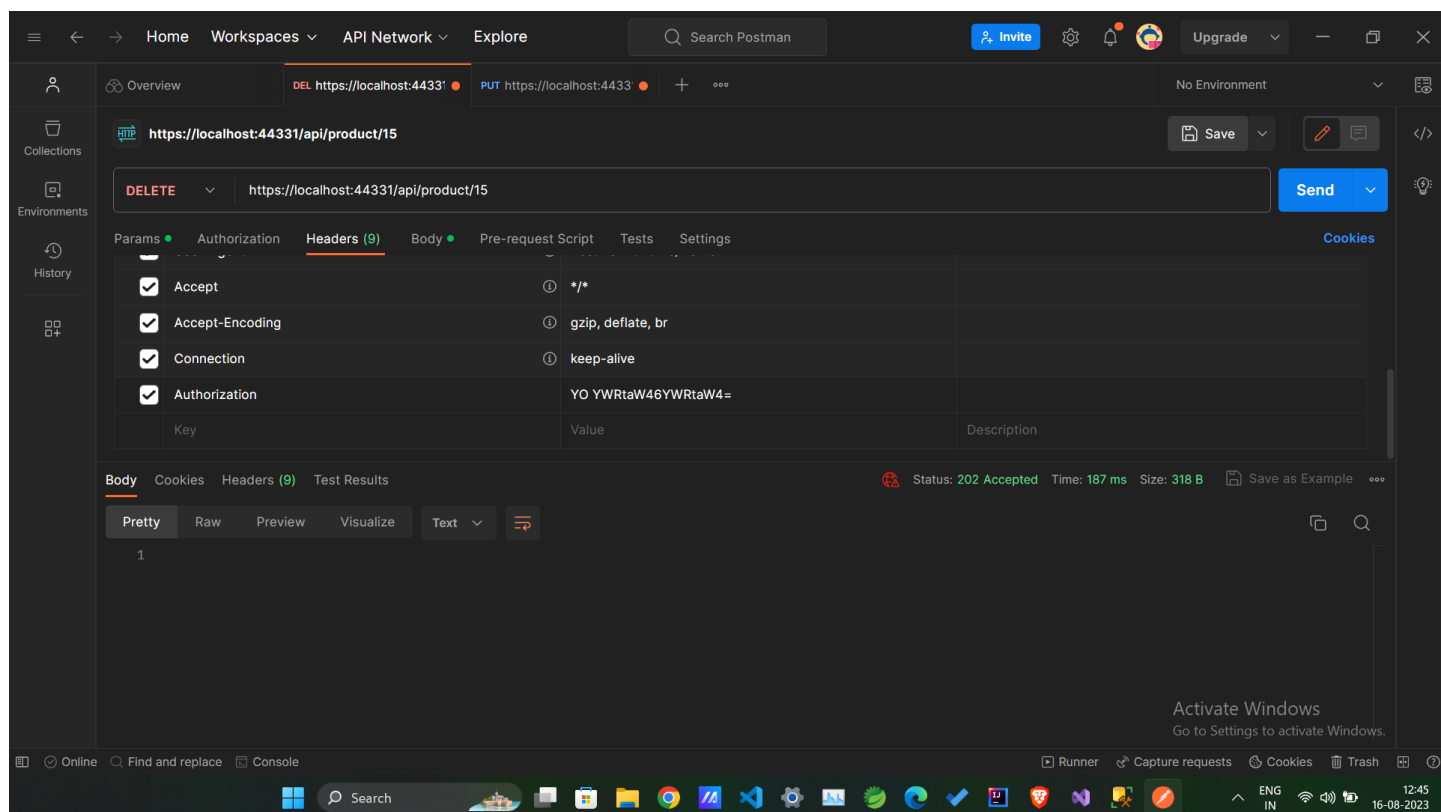 Home Workspaces API Network Explore Search Postman Invite Upgrade
Overview DEL https://localhost:44331 PUT https://localhost:4433 No Environment
HTTP https://localhost:44331/api/product/15 Save
Collections
DELETE https://localhost:44331/api/product/15 Send
Environments
Params Authorization Headers (9) Body Pre-request Script Tests Settings Cookies
History
Accept */*
Accept-Encoding gzip, deflate, br
Connection keep-alive
Authorization YO YWRtaW46YWRtaW4=
Key Value Description
Body Cookies Headers (9) Test Results Status: 202 Accepted Time: 187 ms Size: 318 B Save as Example
Pretty Raw Preview Visualize Text
1
Activate Windows
Go to Settings to activate Windows.
Online Find and replace Console Runner Capture requests Cookies Trash
Search ENG 12:45
IN 16-08-2023